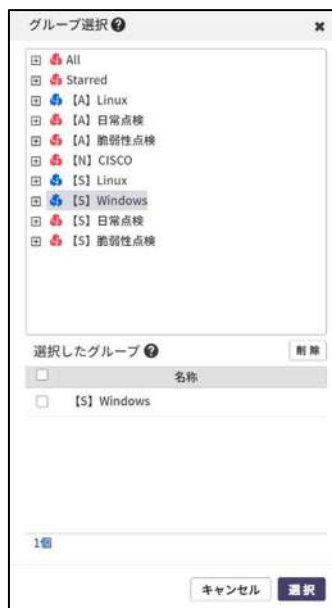 グループ選択?
All
Starred
【A】Linux
【A】日常点検
【A】脆弱性点検
【N】CISCO
【S】Linux
【S】Windows
【S】日常点検
【S】脆弱性点検
選択したグループ? 削除
名称
【S】Windows
1個
キャンセル 選択